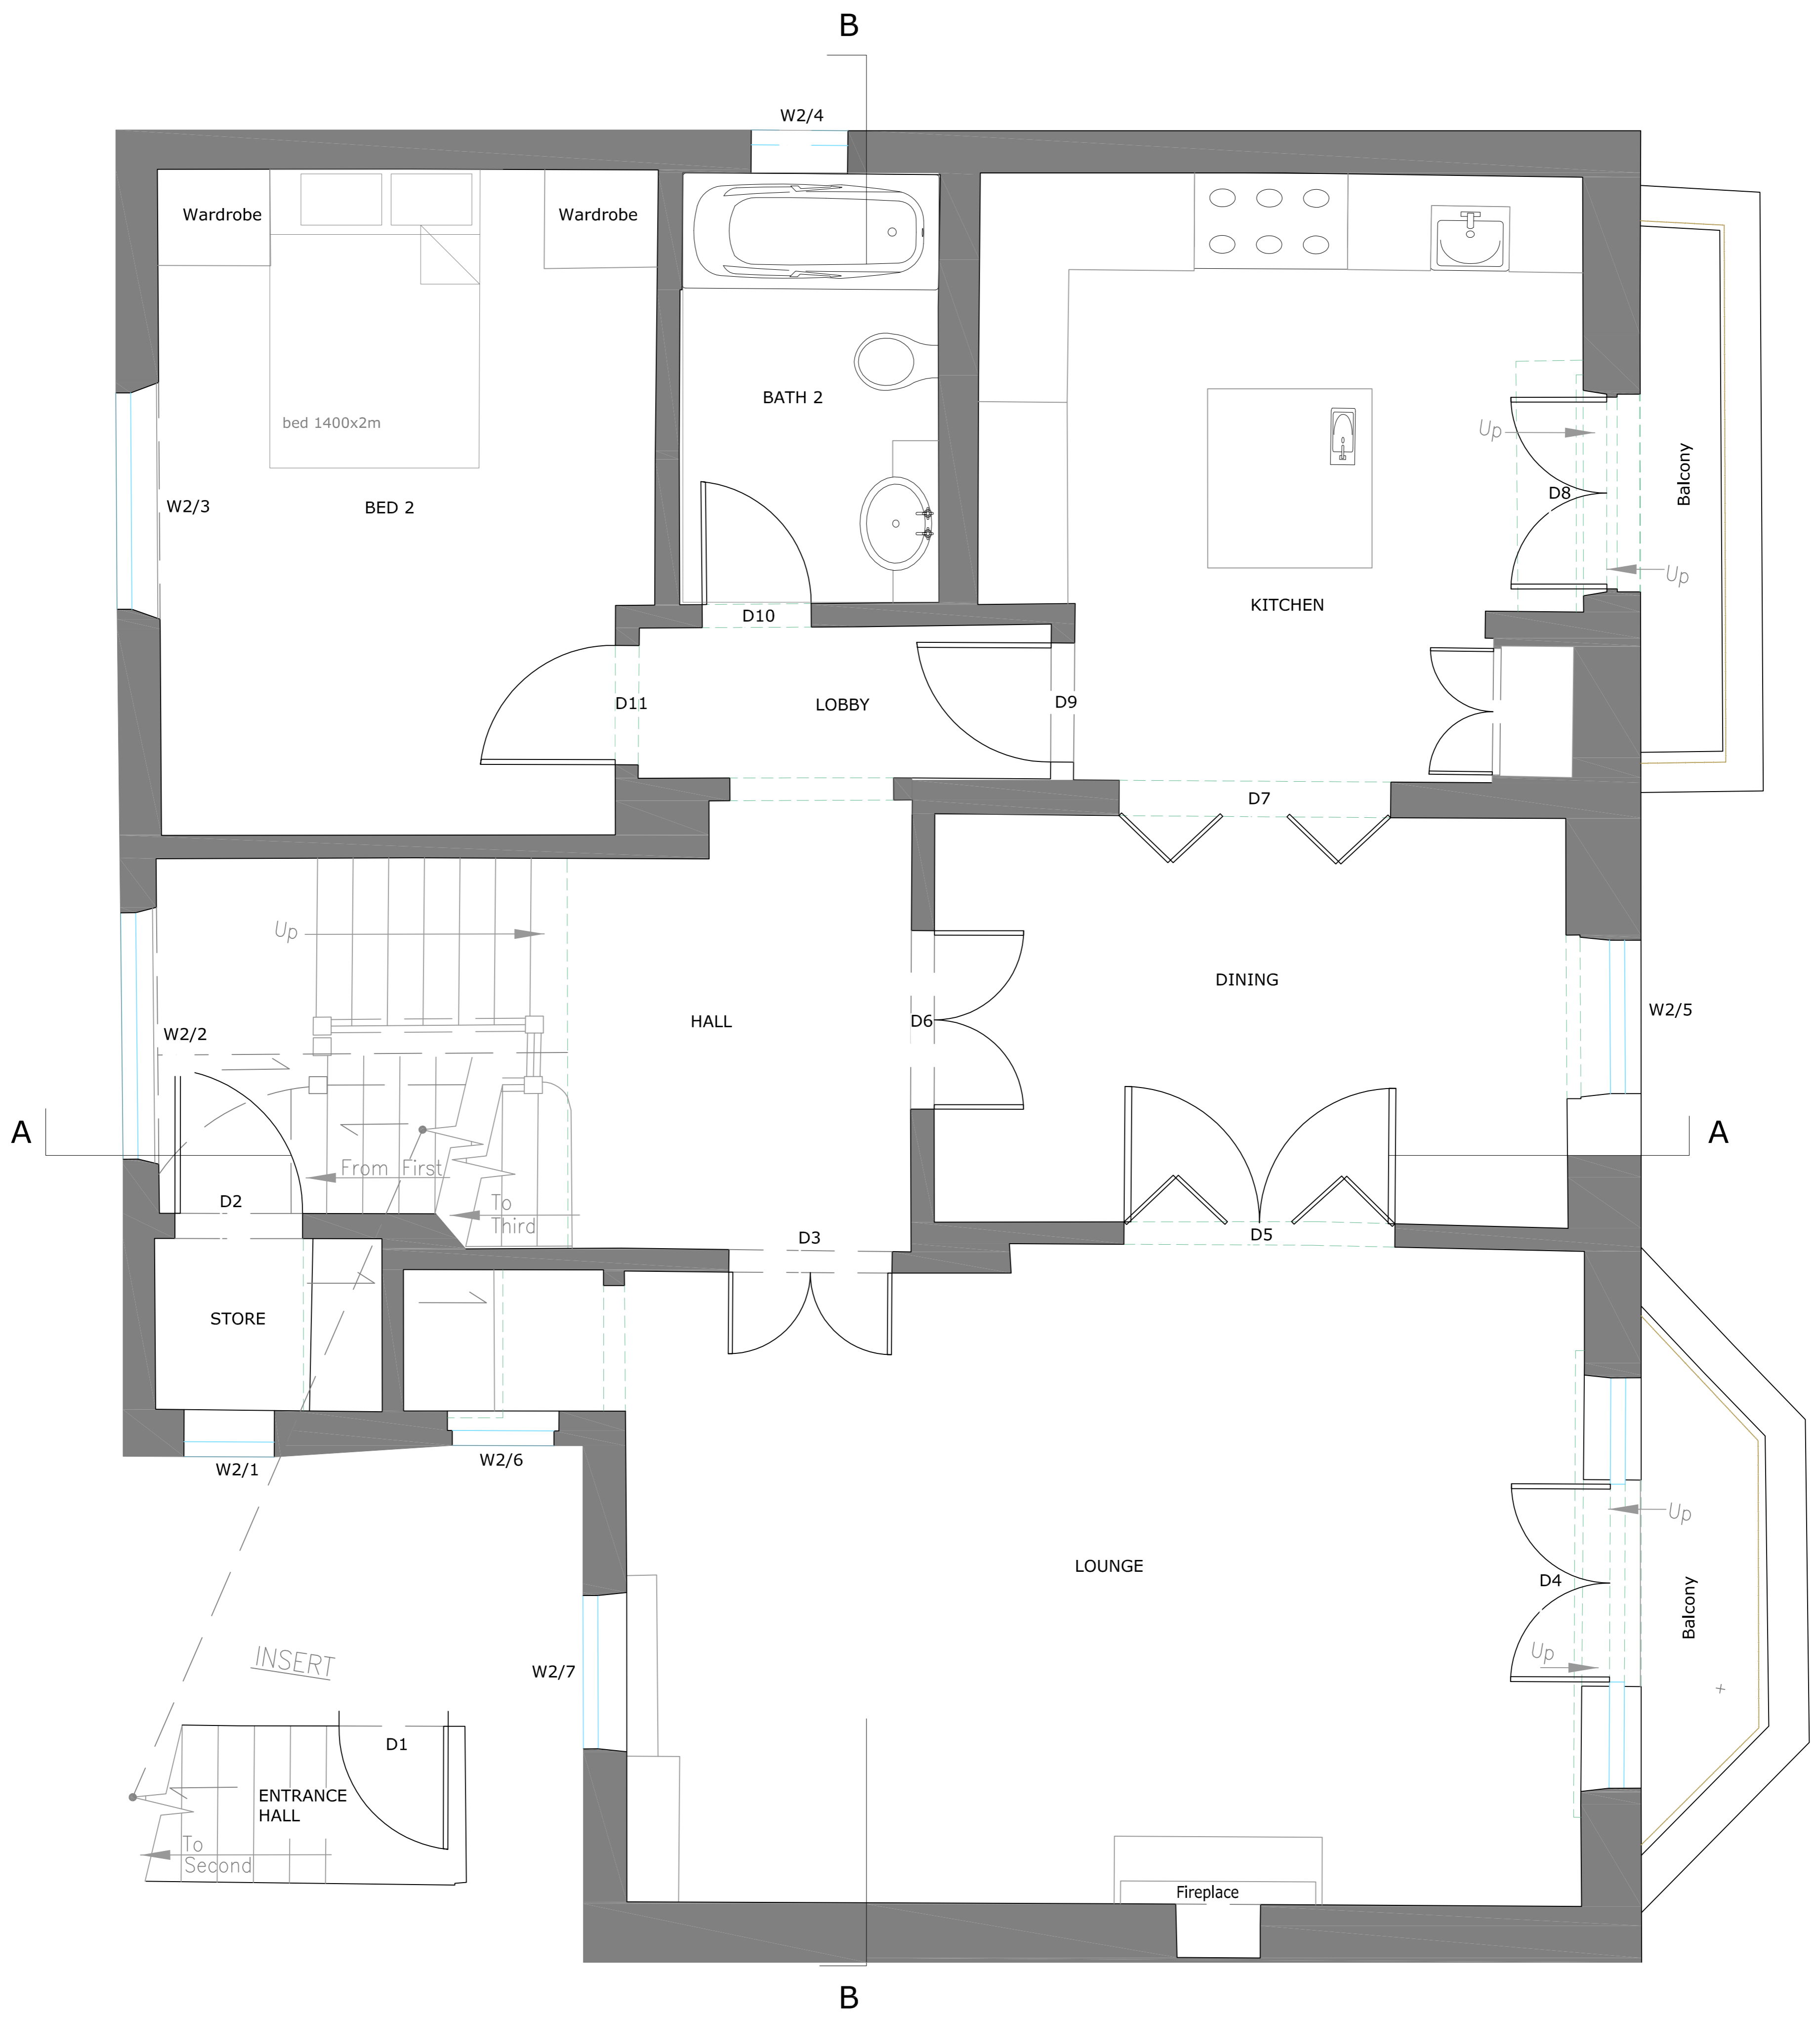 B
W2/4
Wardrobe
Wardrobe
BATH 2
bed 1400x2m
Up
Balcony
D8
W2/3
BED 2
Up
KITCHEN
D10
D11
LOBBY
D9
D7
Up
DINING
W2/5
HALL
D6
W2/2
A
A
From First
D2
To
Third
D3
D5
STORE
W2/1
W2/6
Up
LOUNGE
D4
Balcony
Up
INSERT
W2/7
D1
ENTRANCE
HALL
To
Second
Fireplace
B